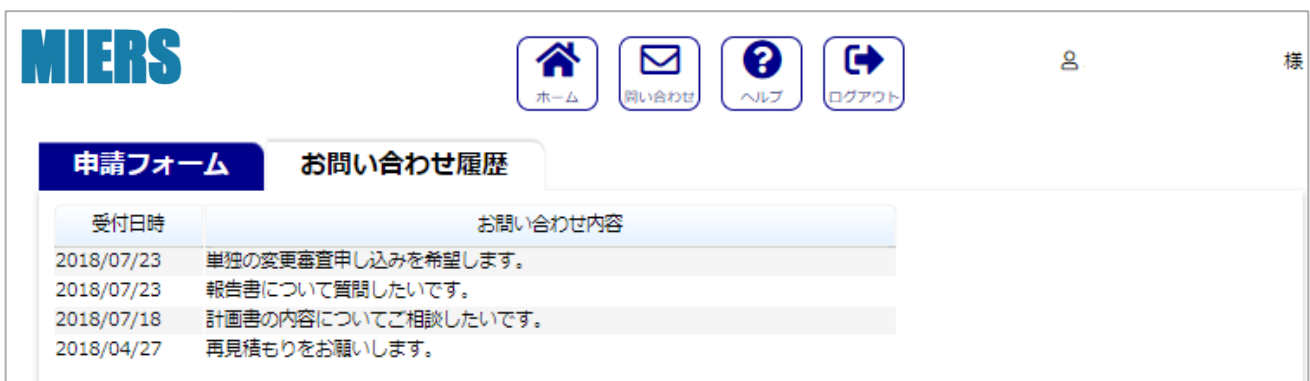 MIERS
ホーム 問い合わせ ヘルプ ログアウト 様
申請フォーム お問い合わせ履歴
受付日時 お問い合わせ内容
2018/07/23 単独の変更審査申し込みを希望します。
2018/07/23 報告書について質問したいです。
2018/07/18 計画書の内容についてご相談したいです。
2018/04/27 再見積もりをお願いします。